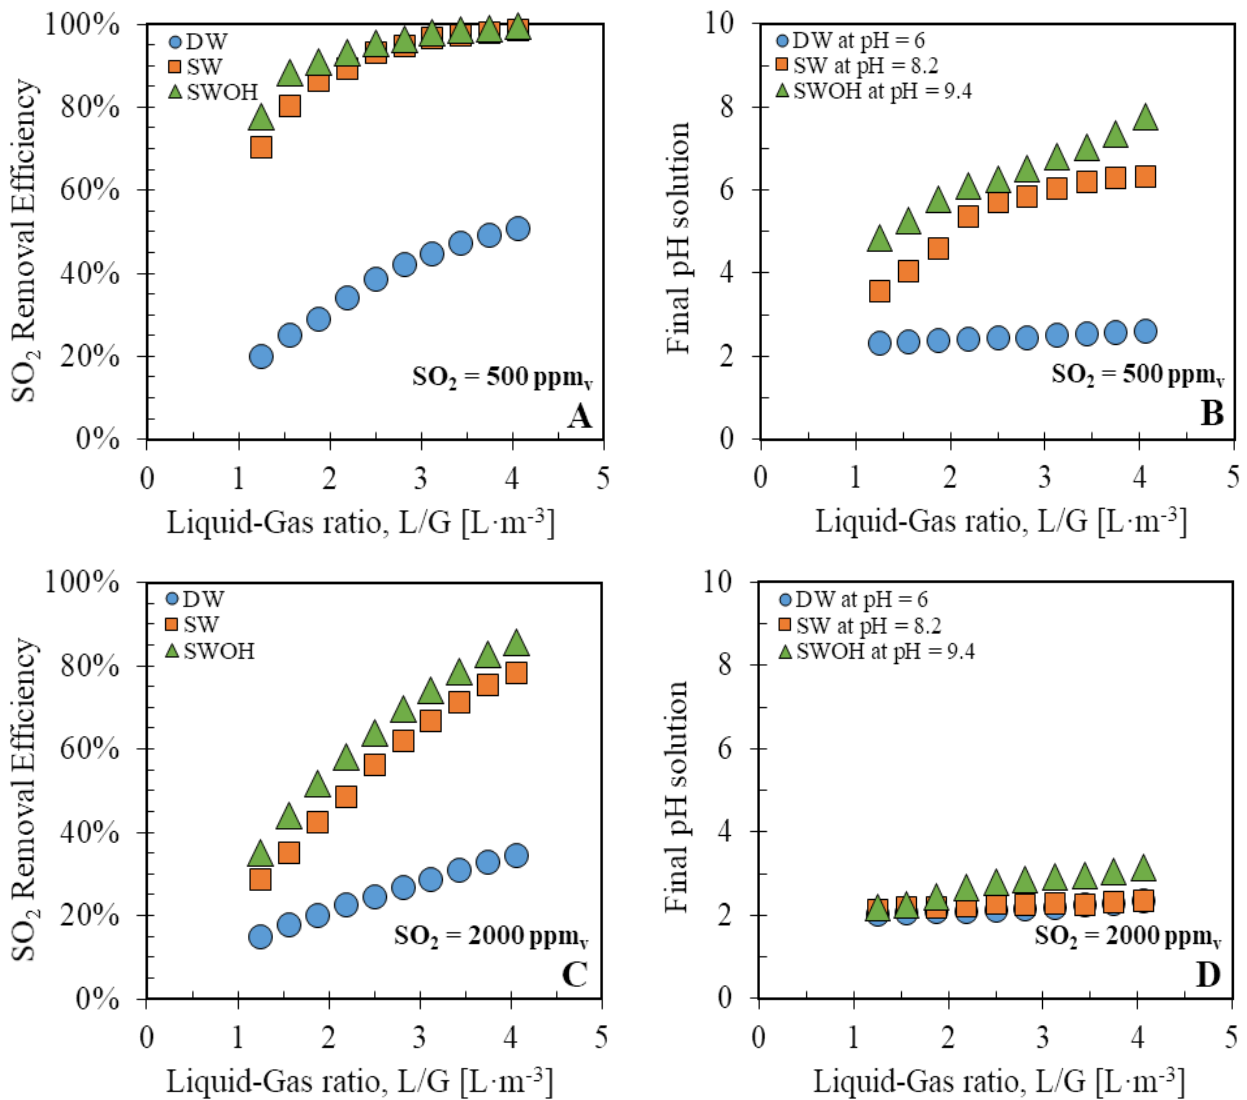 SO₂ Removal Efficiency
100%
80%
60%
40%
20%
0%
DW
SW
SWOH
SO₂ = 500 ppmᵥ
A
0 1 2 3 4 5
Liquid-Gas ratio, L/G [L·m⁻³]
Final pH solution
10
8
6
4
2
0
DW at pH = 6
SW at pH = 8.2
SWOH at pH = 9.4
SO₂ = 500 ppmᵥ
B
0 1 2 3 4 5
Liquid-Gas ratio, L/G [L·m⁻³]
SO₂ Removal Efficiency
100%
80%
60%
40%
20%
0%
DW
SW
SWOH
SO₂ = 2000 ppmᵥ
C
0 1 2 3 4 5
Liquid-Gas ratio, L/G [L·m⁻³]
Final pH solution
10
8
6
4
2
0
DW at pH = 6
SW at pH = 8.2
SWOH at pH = 9.4
SO₂ = 2000 ppmᵥ
D
0 1 2 3 4 5
Liquid-Gas ratio, L/G [L·m⁻³]